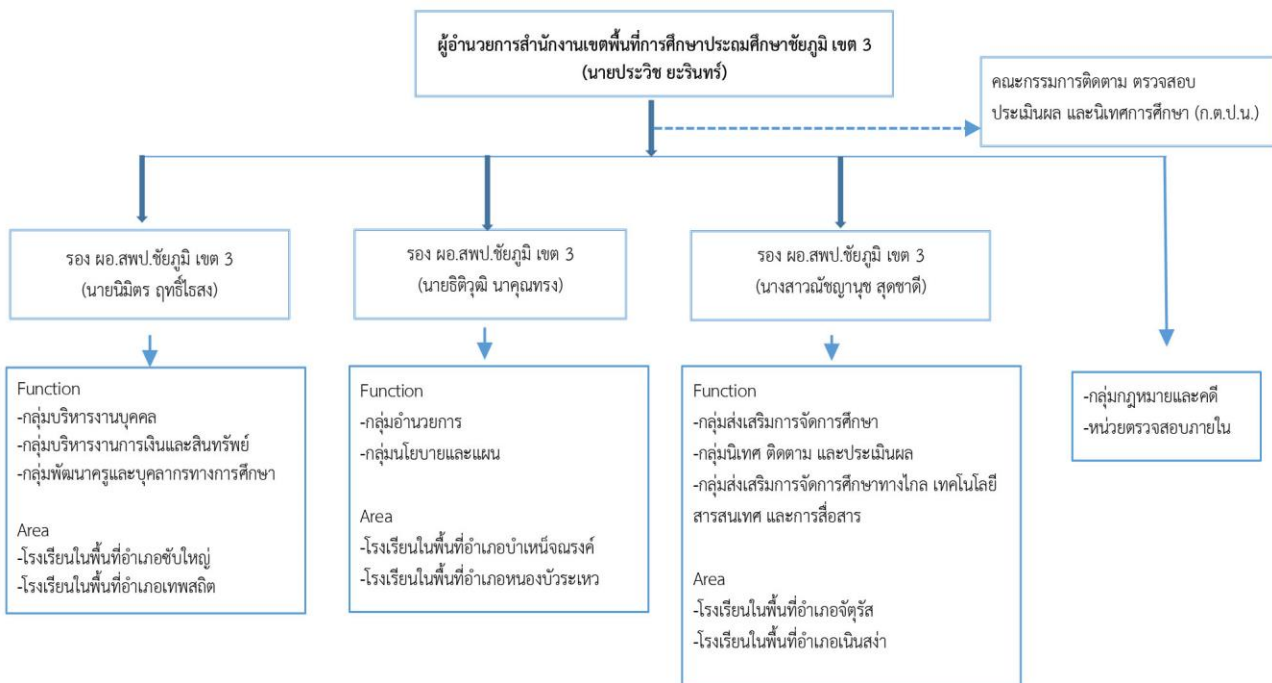 ผู้อำนวยการสำนักงานเขตพื้นที่การศึกษาประถมศึกษาชัยภูมิ เขต 3
(นายประวิช ยะรินทร์)
คณะกรรมการติดตาม ตรวจสอบ
ประเมินผล และนิเทศการศึกษา (ก.ต.ป.น.)
รอง ผอ.สพป.ชัยภูมิ เขต 3
(นายนิมิตร ฤทธิ์ไธสง)
รอง ผอ.สพป.ชัยภูมิ เขต 3
(นายธิติวุฒิ นาคุณทรง)
รอง ผอ.สพป.ชัยภูมิ เขต 3
(นางสาวณัชญานุช สุดชาดี)
Function
-กลุ่มบริหารงานบุคคล
-กลุ่มบริหารงานการเงินและสินทรัพย์
-กลุ่มพัฒนาครูและบุคลากรทางการศึกษา
Area
-โรงเรียนในพื้นที่อำเภอซับใหญ่
-โรงเรียนในพื้นที่อำเภอเทพสถิต
Function
-กลุ่มอำนวยการ
-กลุ่มนโยบายและแผน
Area
-โรงเรียนในพื้นที่อำเภอบำเหน็จณรงค์
-โรงเรียนในพื้นที่อำเภอหนองบัวระเหว
Function
-กลุ่มส่งเสริมการจัดการศึกษา
-กลุ่มนิเทศ ติดตาม และประเมินผล
-กลุ่มส่งเสริมการจัดการศึกษาทางไกล เทคโนโลยี
สารสนเทศ และการสื่อสาร
Area
-โรงเรียนในพื้นที่อำเภอจัตุรัส
-โรงเรียนในพื้นที่อำเภอเนินสง่า
-กลุ่มกฎหมายและคดี
-หน่วยตรวจสอบภายใน